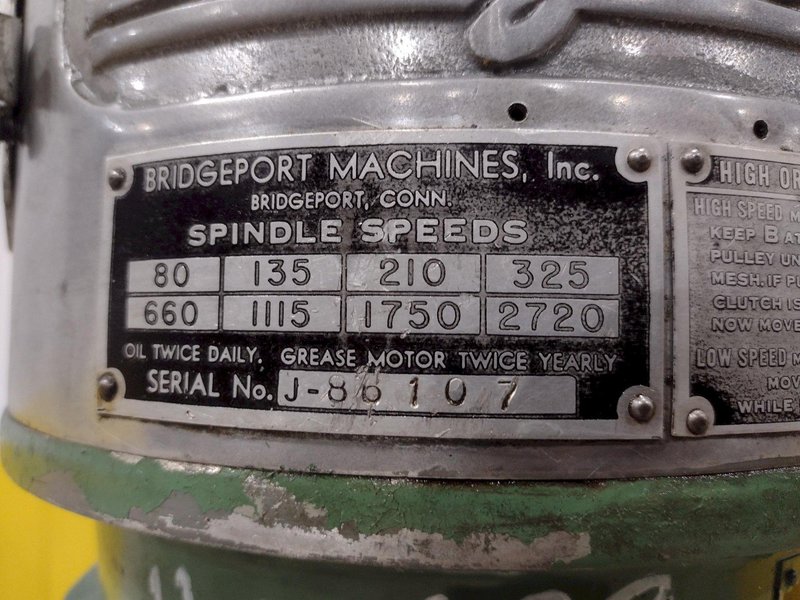 BRIDGEPORT MACHINES, Inc.
BRIDGEPORT, CONN.
SPINDLE SPEEDS
80 135 210 325
660 1115 1750 2720
OIL TWICE DAILY. GREASE MOTOR TWICE YEARLY
SERIAL No. J-86107
HIGH OR
HIGH SPEED
KEEP B AT
PULLEY UN
MESH. IF P
CLUTCH IS
NOW MOVE
LOW SPEED
MOV
WHILE